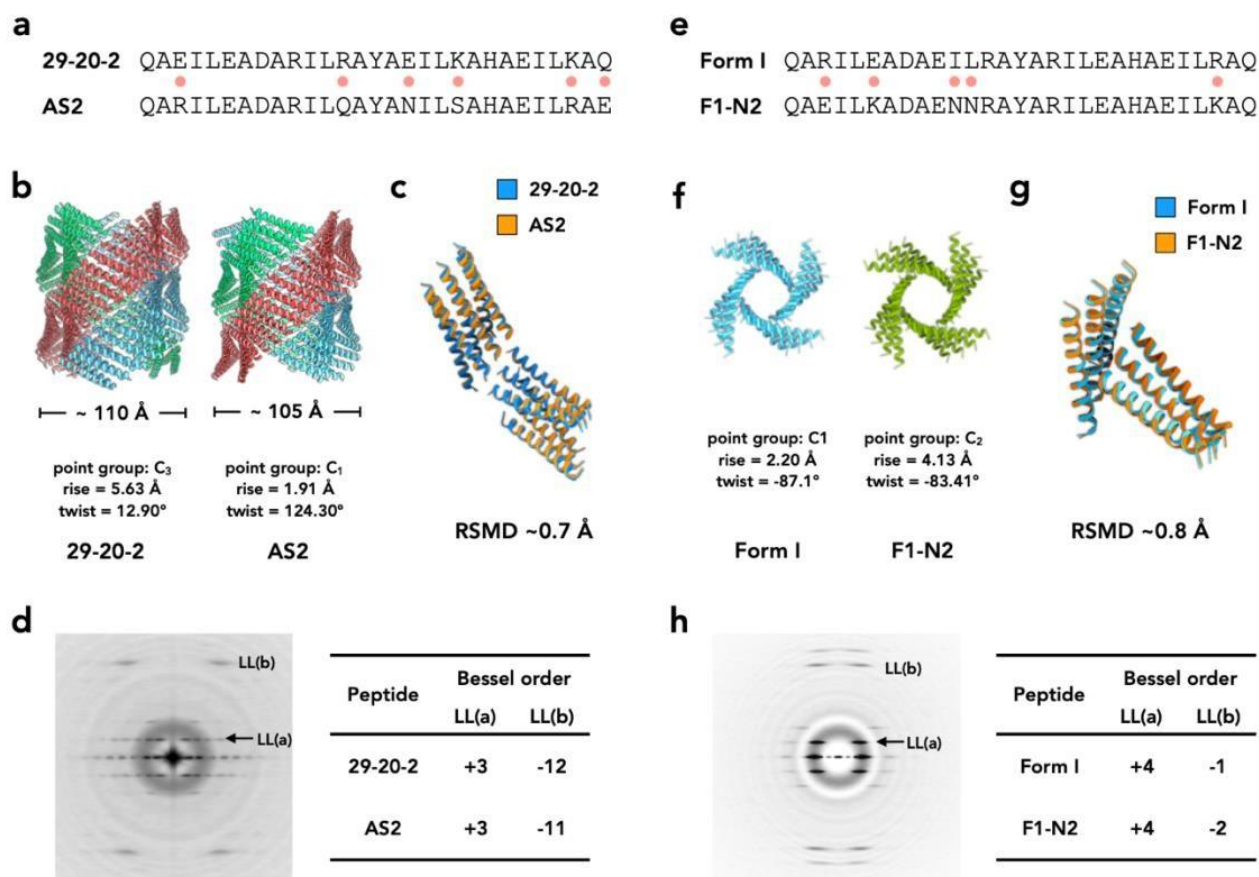 a
29-20-2 QAEILEADARILRAYAEILKAHAEILKAQ
AS2 QARILEADARILQAYANILSAHAEILRAE
b
~ 110 Å
~ 105 Å
point group: C₃
rise = 5.63 Å
twist = 12.90º
29-20-2
point group: C₁
rise = 1.91 Å
twist = 124.30º
AS2
c
29-20-2
AS2
RSMD ~0.7 Å
d
LL(b)
LL(a)
Peptide Bessel order
LL(a) LL(b)
29-20-2 +3 -12
AS2 +3 -11
e
Form I QARILEADAEILRAYARILEAHAEILRAQ
F1-N2 QAEILKADAENNRAYARILEAHAEILKAQ
f
point group: C1
rise = 2.20 Å
twist = -87.1º
Form I
point group: C₂
rise = 4.13 Å
twist = -83.41º
F1-N2
g
Form I
F1-N2
RSMD ~0.8 Å
h
LL(b)
LL(a)
Peptide Bessel order
LL(a) LL(b)
Form I +4 -1
F1-N2 +4 -2